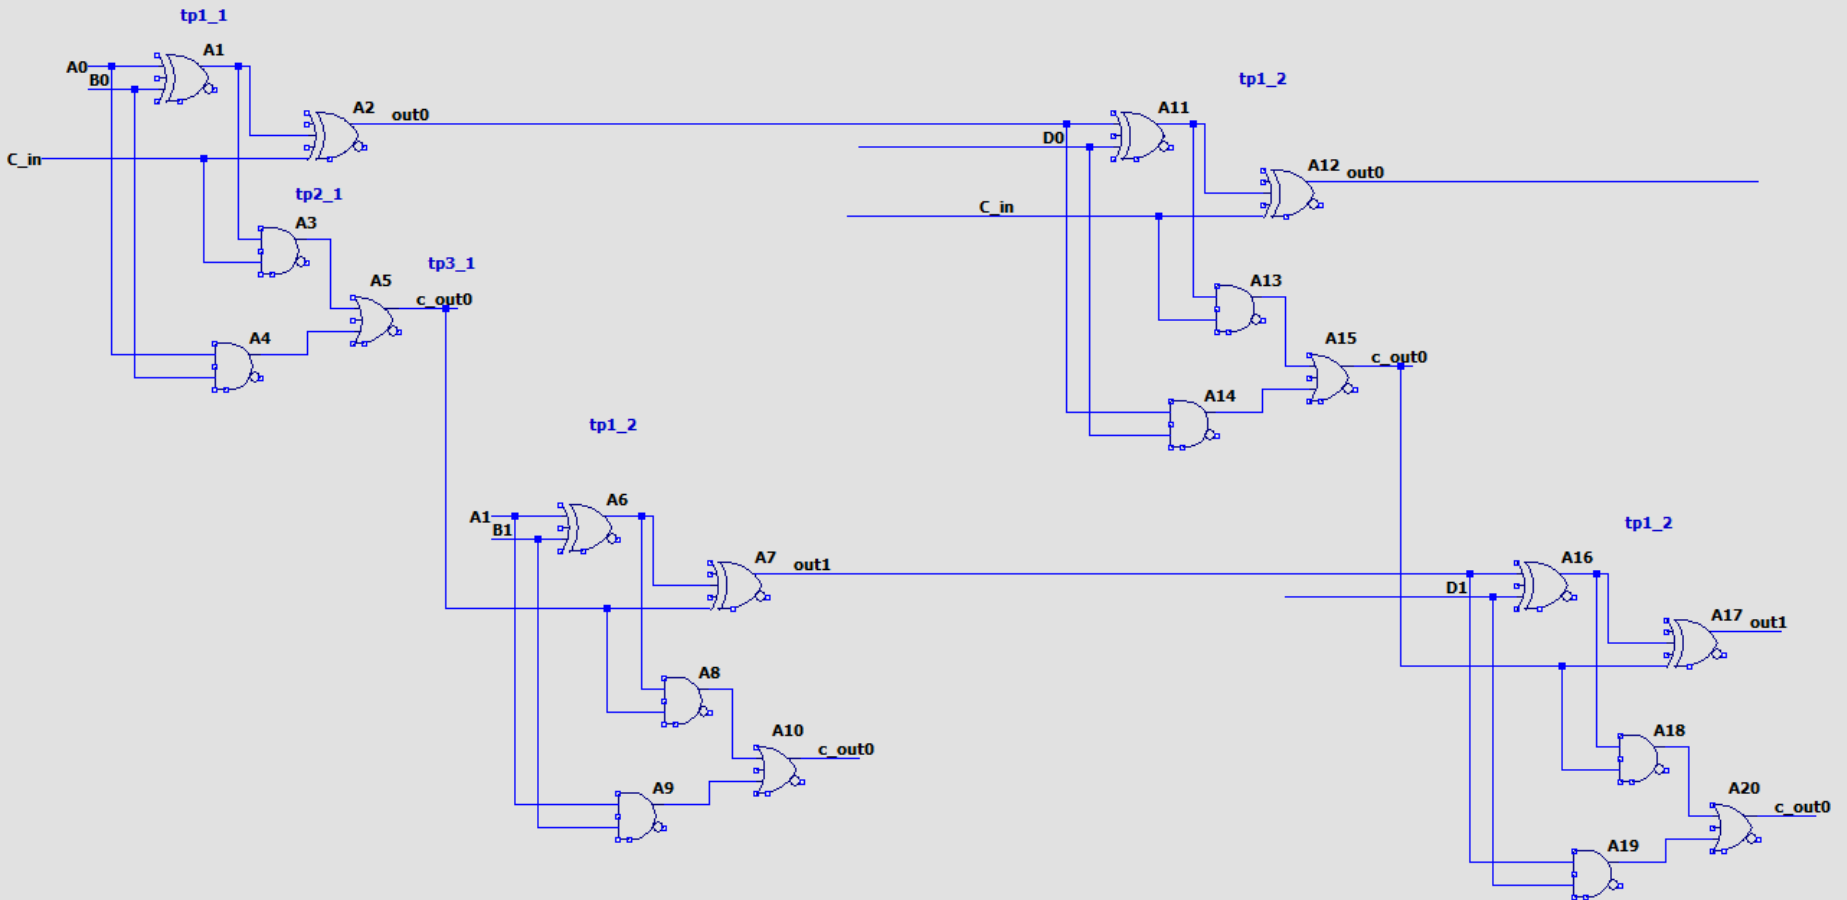 tp1_1
A1
A0
B0
A2
out0
C_in
tp2_1
A3
tp3_1
A5
c_out0
A4
tp1_2
A11
D0
A12
out0
C_in
A13
A15
c_out0
A14
tp1_2
A6
A1
B1
A7
out1
A8
A10
c_out0
A9
tp1_2
A16
D1
A17
out1
A18
A20
c_out0
A19